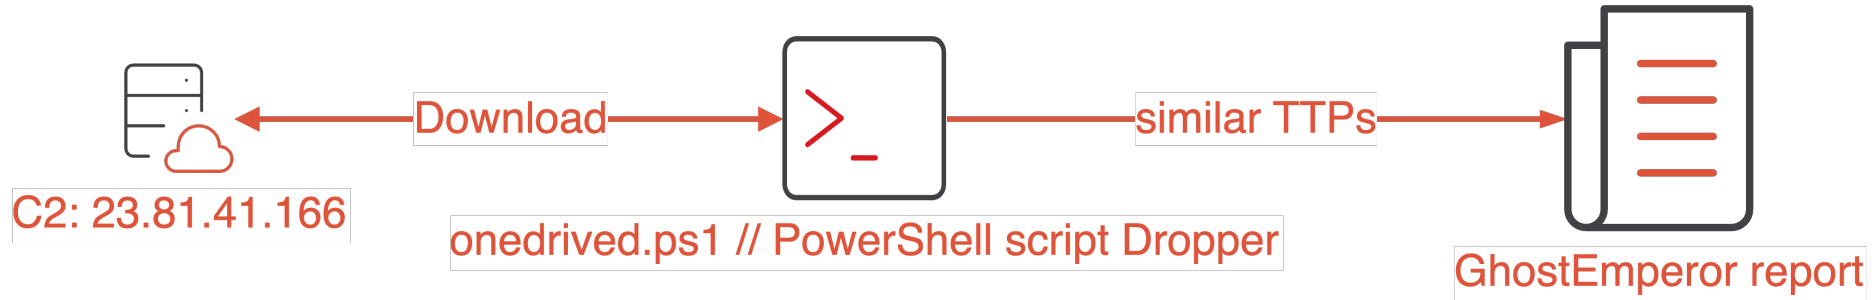 Download
similar TTPs
C2: 23.81.41.166
onedrived.ps1 // PowerShell script Dropper
GhostEmperor report